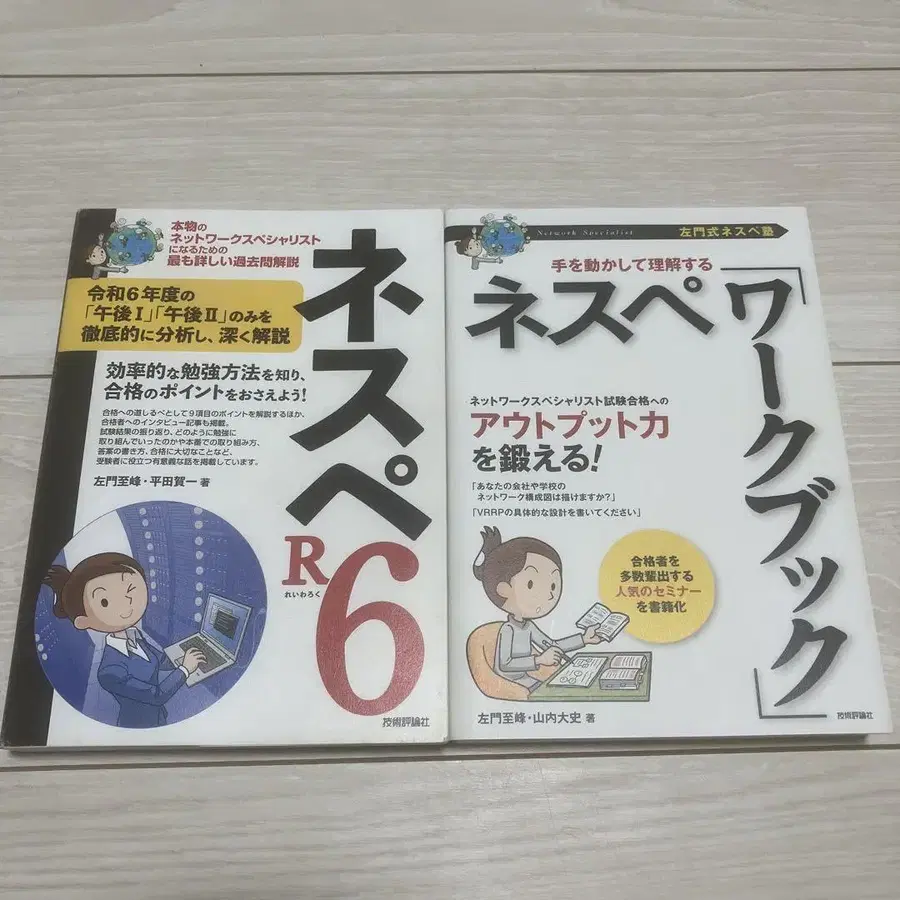 本物の
ネットワークスペシャリスト
になるための
最も詳しい過去問解説
令和6年度の
「午後Ⅰ」「午後Ⅱ」のみを
徹底的に分析し、深く解説
効率的な勉強方法を知り、
合格のポイントをおさえよう!
合格への道しるべとして9項目のポイントを解説するほか、
合格者へのインタビュー記事も掲載。
試験結果の振り返り、どのように勉強に
取り組んでいったのかや本番での取り組み方、
答案の書き方、合格に大切なことなど、
受験者に役立つ有意義な話を掲載しています。
左門至峰・平田賀一 著
ネスペ
R6
れいわろく
技術評論社
Network Specialist
左門式ネスペ塾
手を動かして理解する
ネスペ
「ワークブック」
ネットワークスペシャリスト試験合格への
アウトプット力
を鍛える!
「あなたの会社や学校の
ネットワーク構成図は描けますか?」
「VRRPの具体的な設計を書いてください」
合格者を
多数輩出する
人気のセミナー
を書籍化
左門至峰・山内大史 著
技術評論社